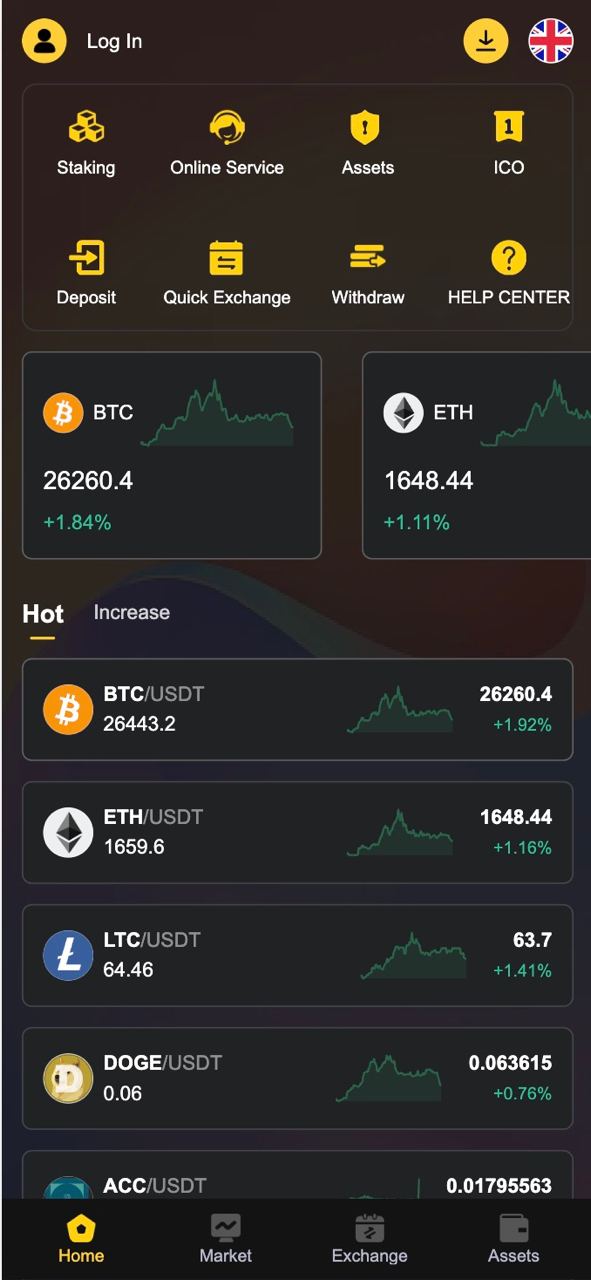 Log In
Staking Online Service Assets ICO
Deposit Quick Exchange Withdraw HELP CENTER
BTC ETH
26260.4 1648.44
+1.84% +1.11%
Hot Increase
BTC/USDT 26260.4
26443.2 +1.92%
ETH/USDT 1648.44
1659.6 +1.16%
LTC/USDT 63.7
64.46 +1.41%
DOGE/USDT 0.063615
0.06 +0.76%
ACC/USDT 0.01795563
Home Market Exchange Assets